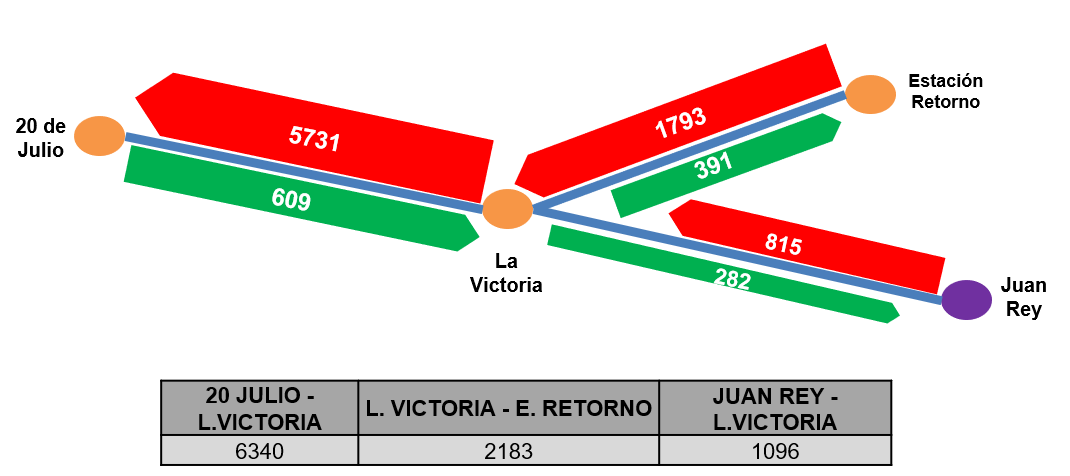 20 de
Julio
5731
609
La
Victoria
1793
391
Estación
Retorno
815
282
Juan
Rey
20 JULIO -
L.VICTORIA
L. VICTORIA - E. RETORNO
JUAN REY -
L.VICTORIA
6340
2183
1096